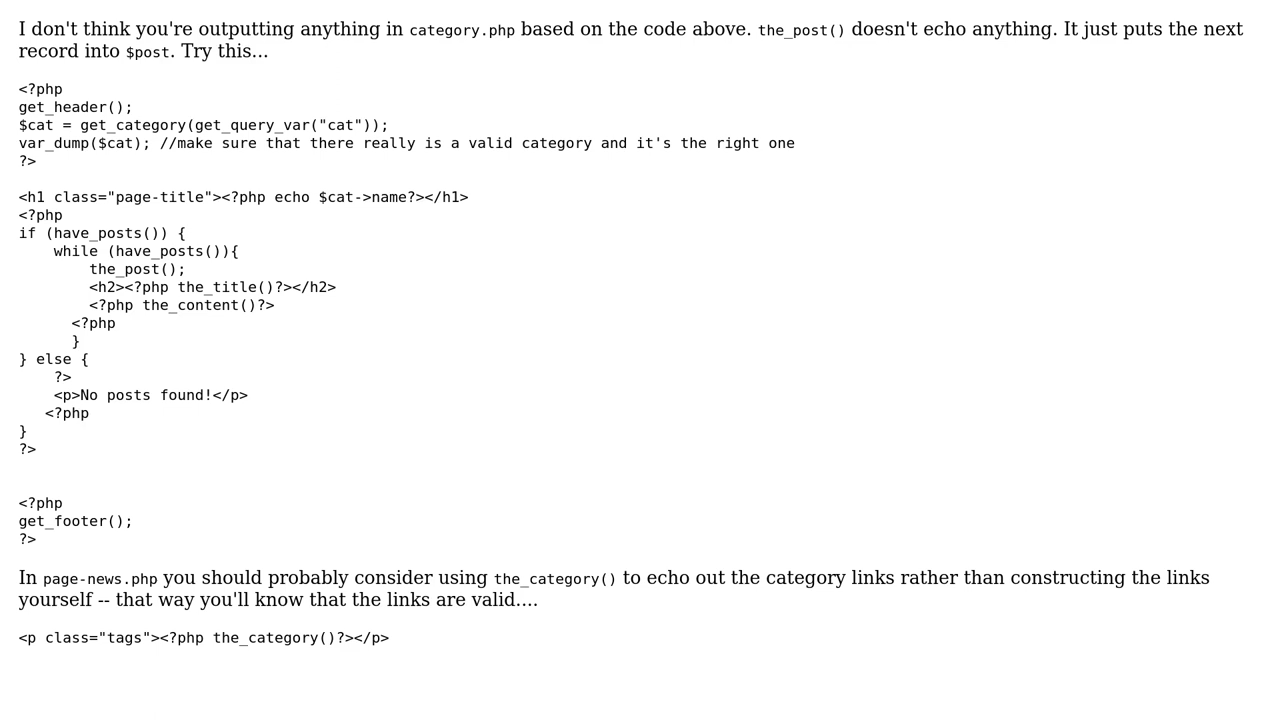 I don't think you're outputting anything in category.php based on the code above. the_post() doesn't echo anything. It just puts the next
record into $post. Try this...
<?php
get_header();
$cat = get_category(get_query_var("cat"));
var_dump($cat); //make sure that there really is a valid category and it's the right one
?>
<h1 class="page-title"><?php echo $cat->name?></h1>
<?php
if (have_posts()) {
    while (have_posts()){
        the_post();
        <h2><?php the_title()?></h2>
        <?php the_content()?>
      <?php
      }
} else {
    ?>
    <p>No posts found!</p>
   <?php
}
?>
<?php
get_footer();
?>
In page-news.php you should probably consider using the_category() to echo out the category links rather than constructing the links
yourself -- that way you'll know that the links are valid....
<p class="tags"><?php the_category()?></p>